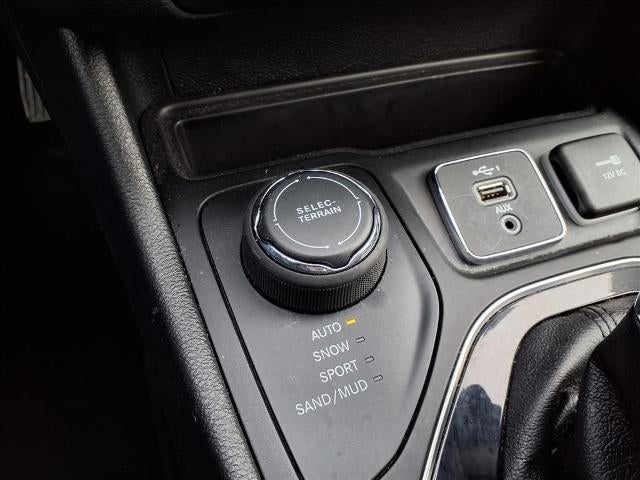 SELEC-
TERRAIN
AUTO
SNOW
SPORT
SAND/MUD
AUX
12V DC